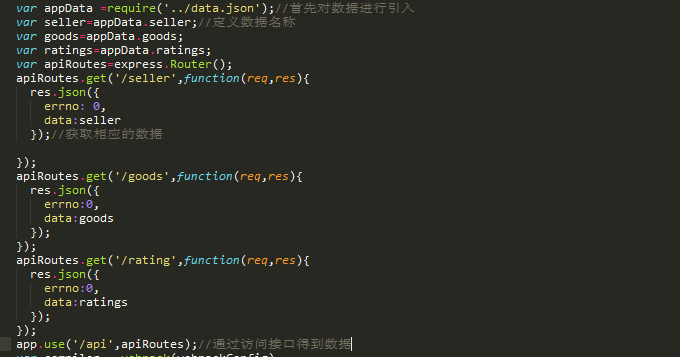 var appData =require('../data.json');//首先对数据进行引入
var seller=appData.seller;//定义数据名称
var goods=appData.goods;
var ratings=appData.ratings;
var apiRoutes=express.Router();
apiRoutes.get('/seller',function(req,res){
  res.json({
    errno: 0,
    data:seller
  });//获取相应的数据
});
apiRoutes.get('/goods',function(req,res){
  res.json({
    errno:0,
    data:goods
  });
});
apiRoutes.get('/rating',function(req,res){
  res.json({
    errno:0,
    data:ratings
  });
});
app.use('/api',apiRoutes);//通过访问接口得到数据